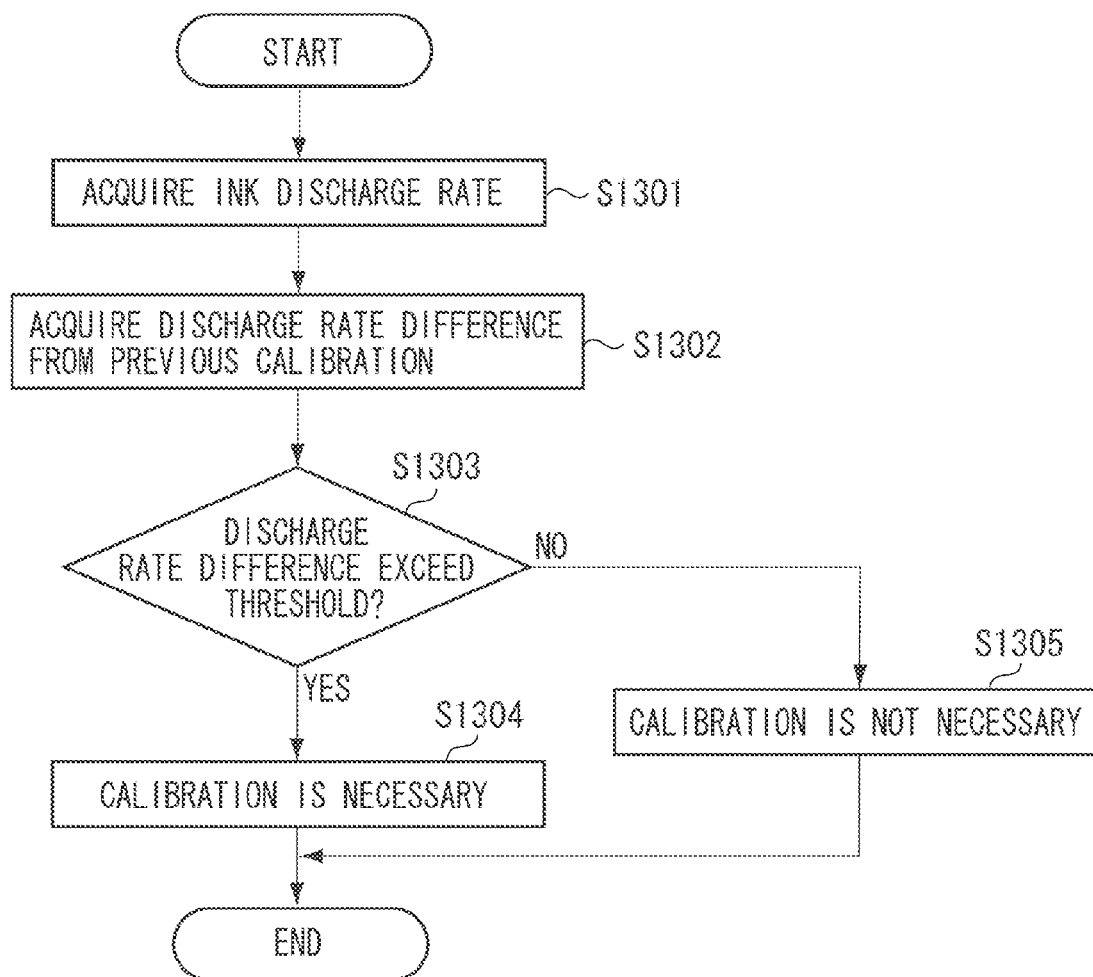 START
ACQUIRE INK DISCHARGE RATE
S1301
ACQUIRE DISCHARGE RATE DIFFERENCE
FROM PREVIOUS CALIBRATION
S1302
S1303
DISCHARGE
RATE DIFFERENCE EXCEED
THRESHOLD?
NO
YES
S1305
CALIBRATION IS NOT NECESSARY
S1304
CALIBRATION IS NECESSARY
END